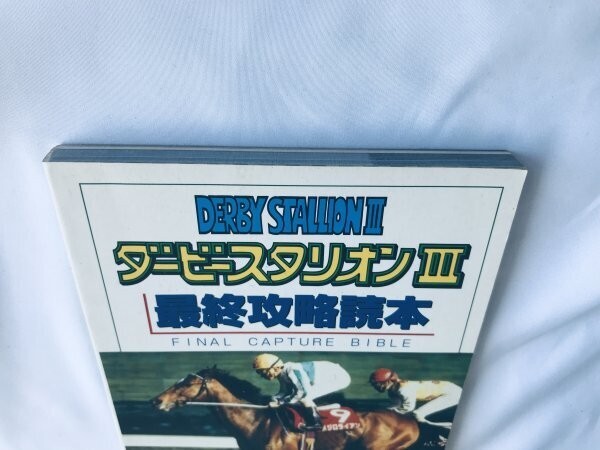 DERBY STALLION III
ダービースタリオンIII
最終攻略読本
FINAL CAPTURE BIBLE
9